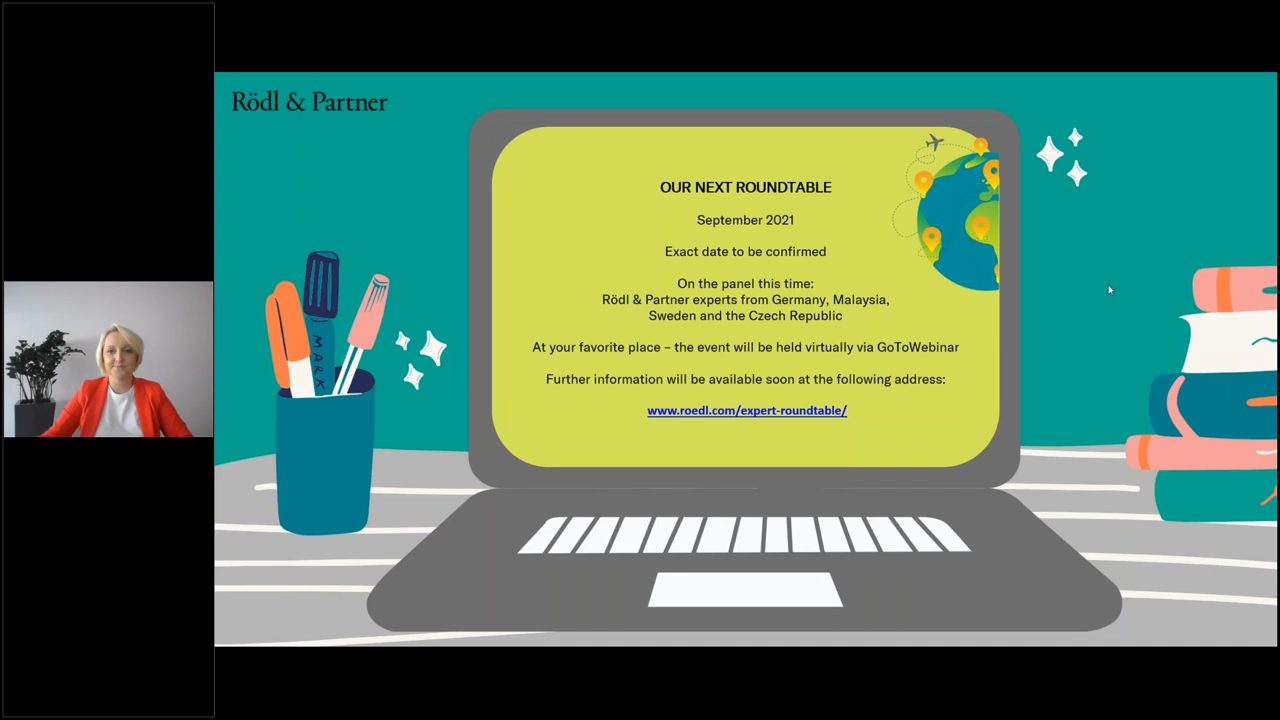 Rödl & Partner
OUR NEXT ROUNDTABLE
September 2021
Exact date to be confirmed
On the panel this time:
Rödl & Partner experts from Germany, Malaysia,
Sweden and the Czech Republic
At your favorite place – the event will be held virtually via GoToWebinar
Further information will be available soon at the following address:
www.roedl.com/expert-roundtable/
MARK